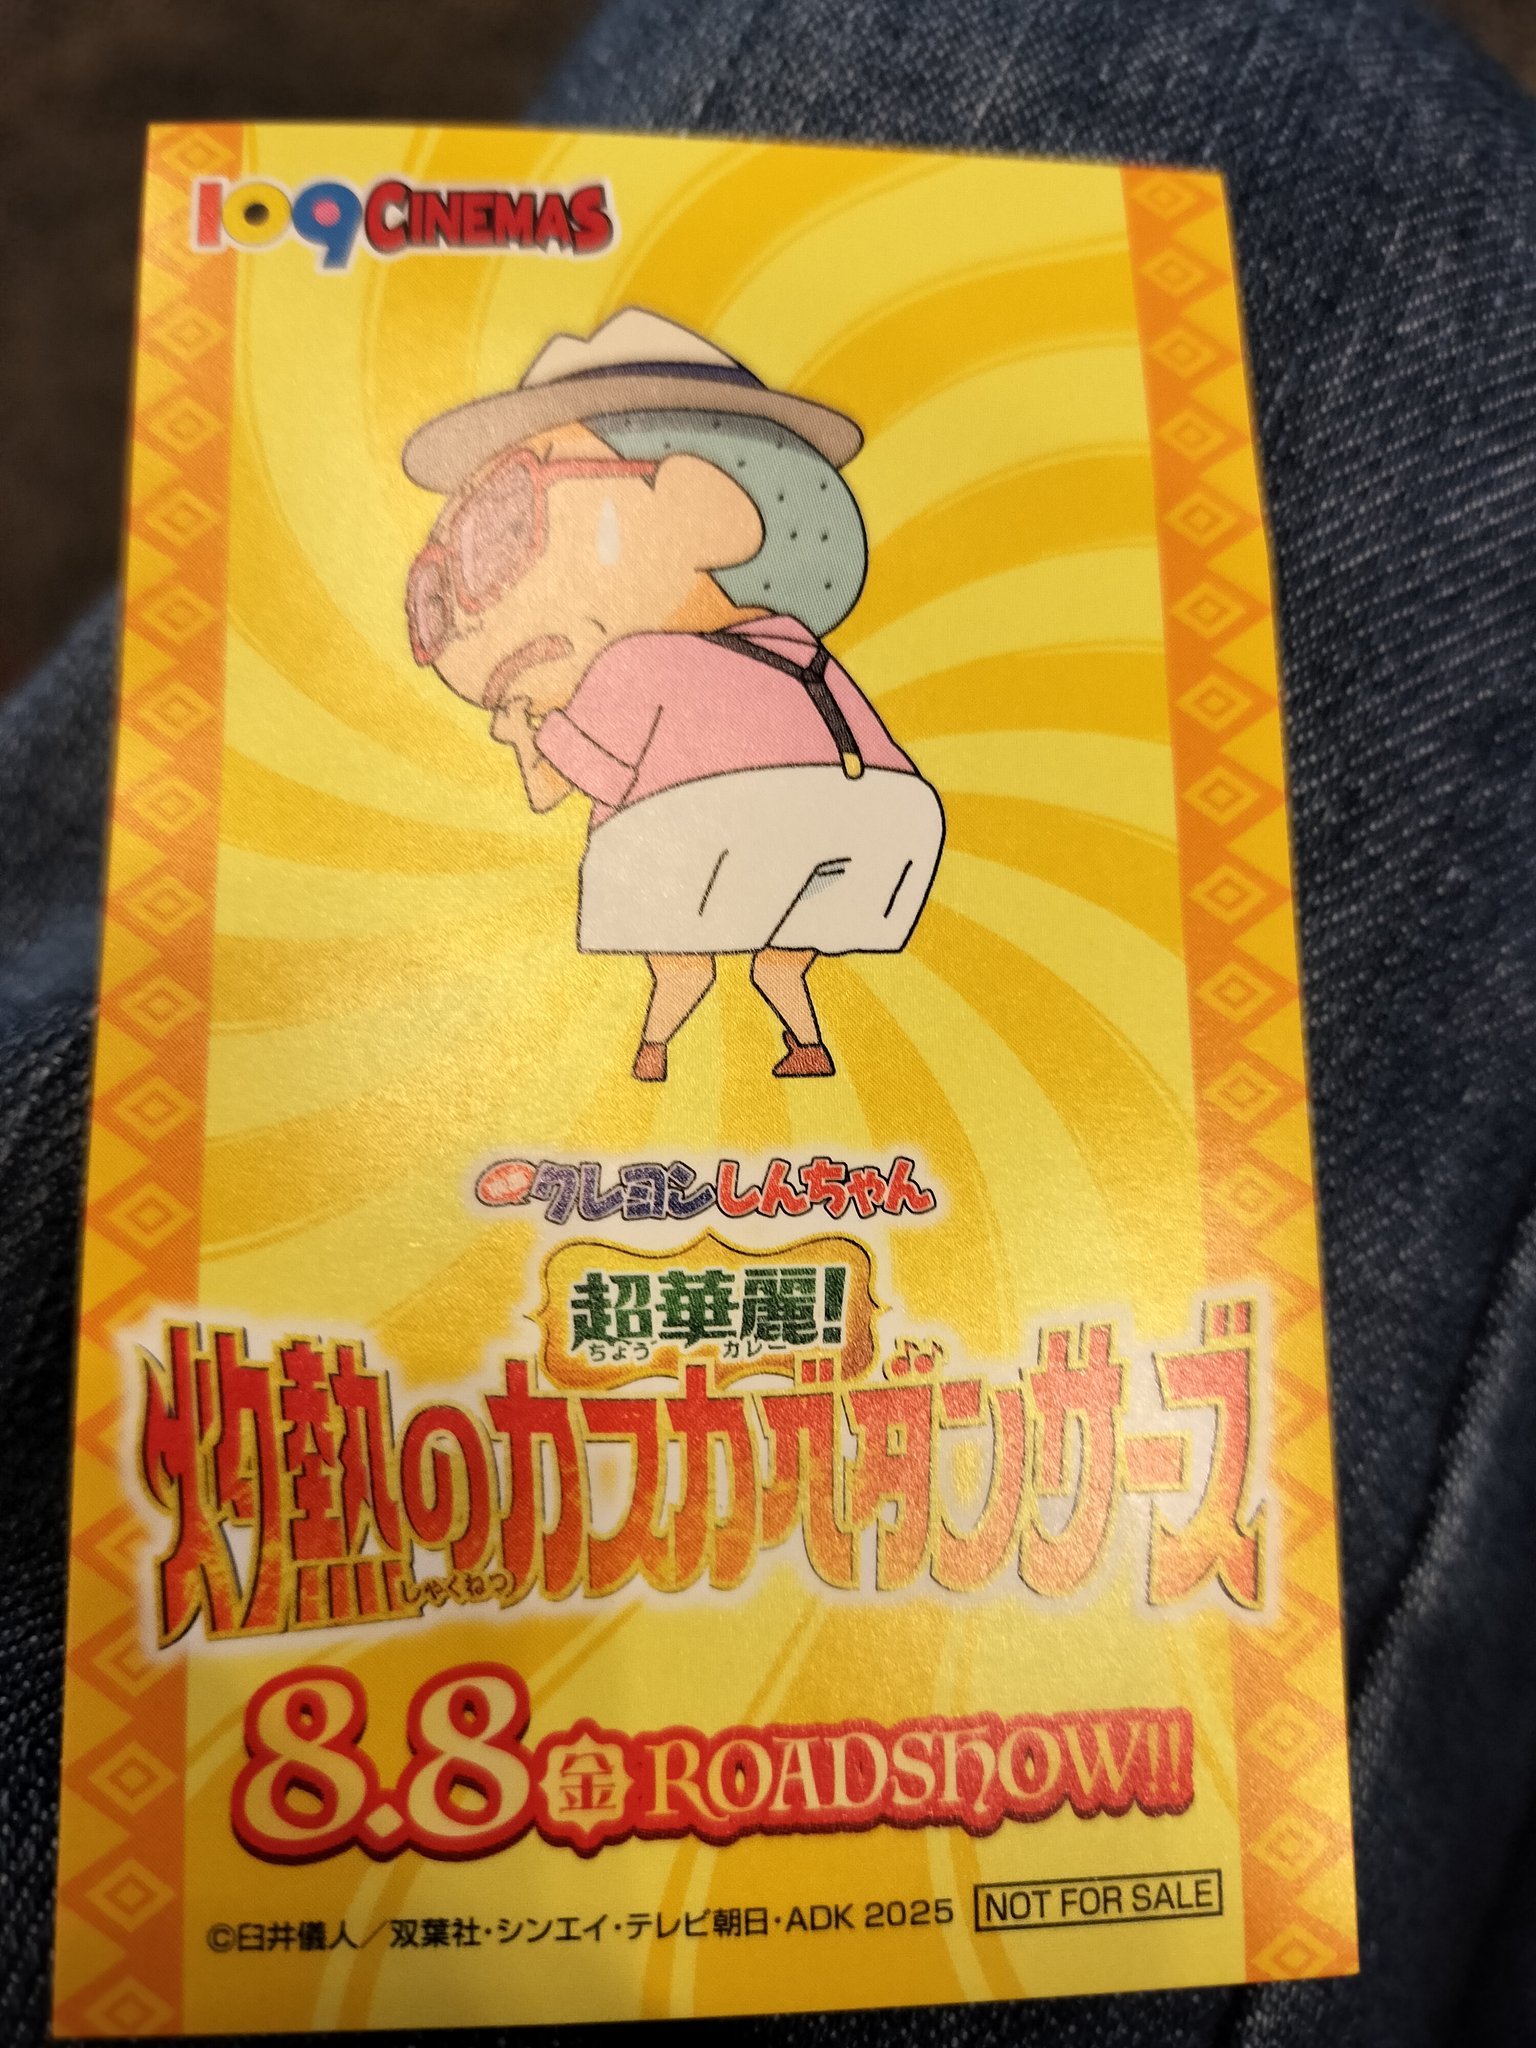 109CINEMAS
映画クレヨンしんちゃん
超華麗!
ちょう カレー
灼熱のカスカベダンサーズ
しゃくねつ
8.8金ROADSHOW!!
©臼井儀人／双葉社・シンエイ・テレビ朝日・ADK 2025 NOT FOR SALE